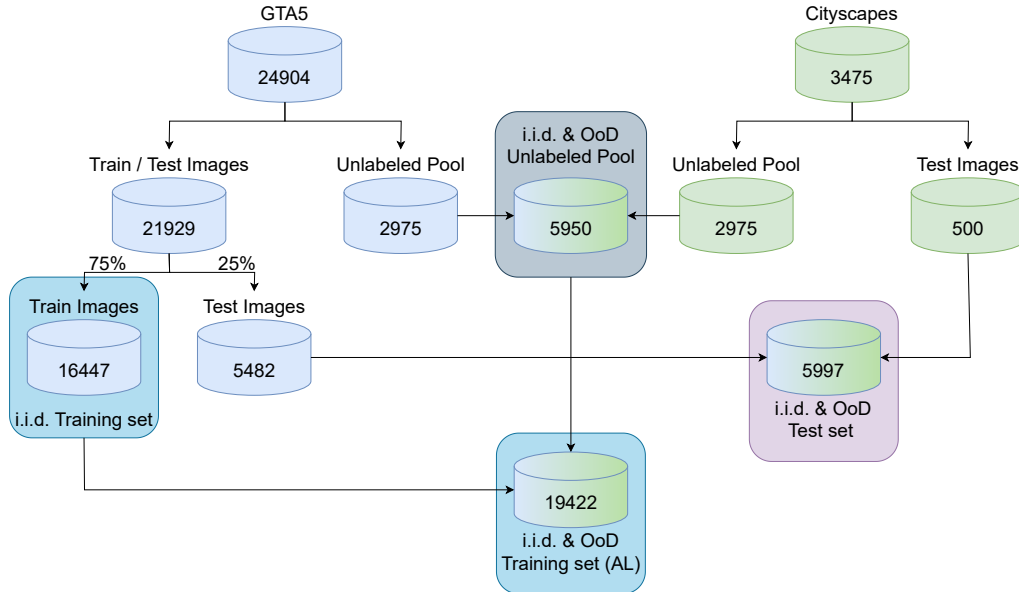 GTA5
Cityscapes
24904
3475
i.i.d. & OoD
Unlabeled Pool
Train / Test Images
Unlabeled Pool
Unlabeled Pool
Test Images
21929
2975
5950
2975
500
75%
25%
Train Images
Test Images
16447
5482
5997
i.i.d. Training set
i.i.d. & OoD
Test set
19422
i.i.d. & OoD
Training set (AL)